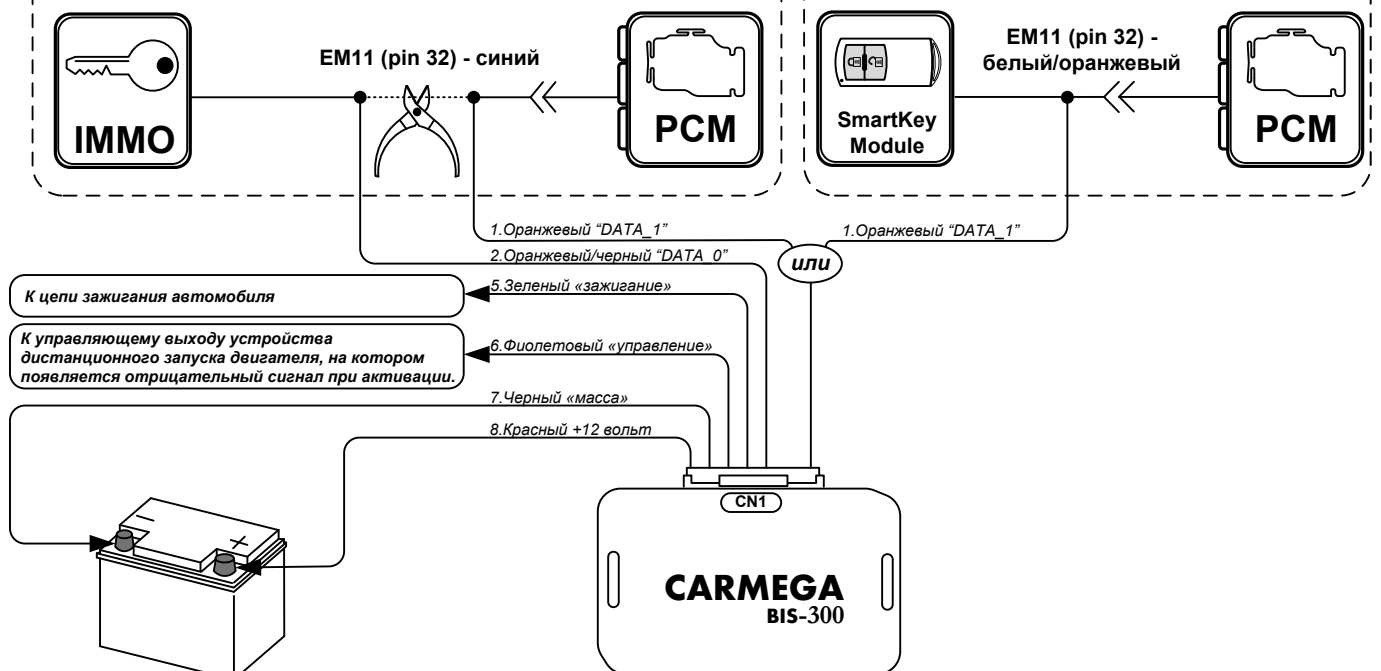 EM11 (pin 32) - синий
IMMO
PCM
SmartKey
Module
EM11 (pin 32) -
белый/оранжевый
PCM
1.Оранжевый “DATA_1”
1.Оранжевый “DATA_1”
2.Оранжевый/черный “DATA_0”
или
К цепи зажигания автомобиля
5.Зеленый «зажигание»
К управляющему выходу устройства
дистанционного запуска двигателя, на котором
появляется отрицательный сигнал при активации.
6.Фиолетовый «управление»
7.Черный «масса»
8.Красный +12 вольт
CN1
CARMEGA
BIS-300